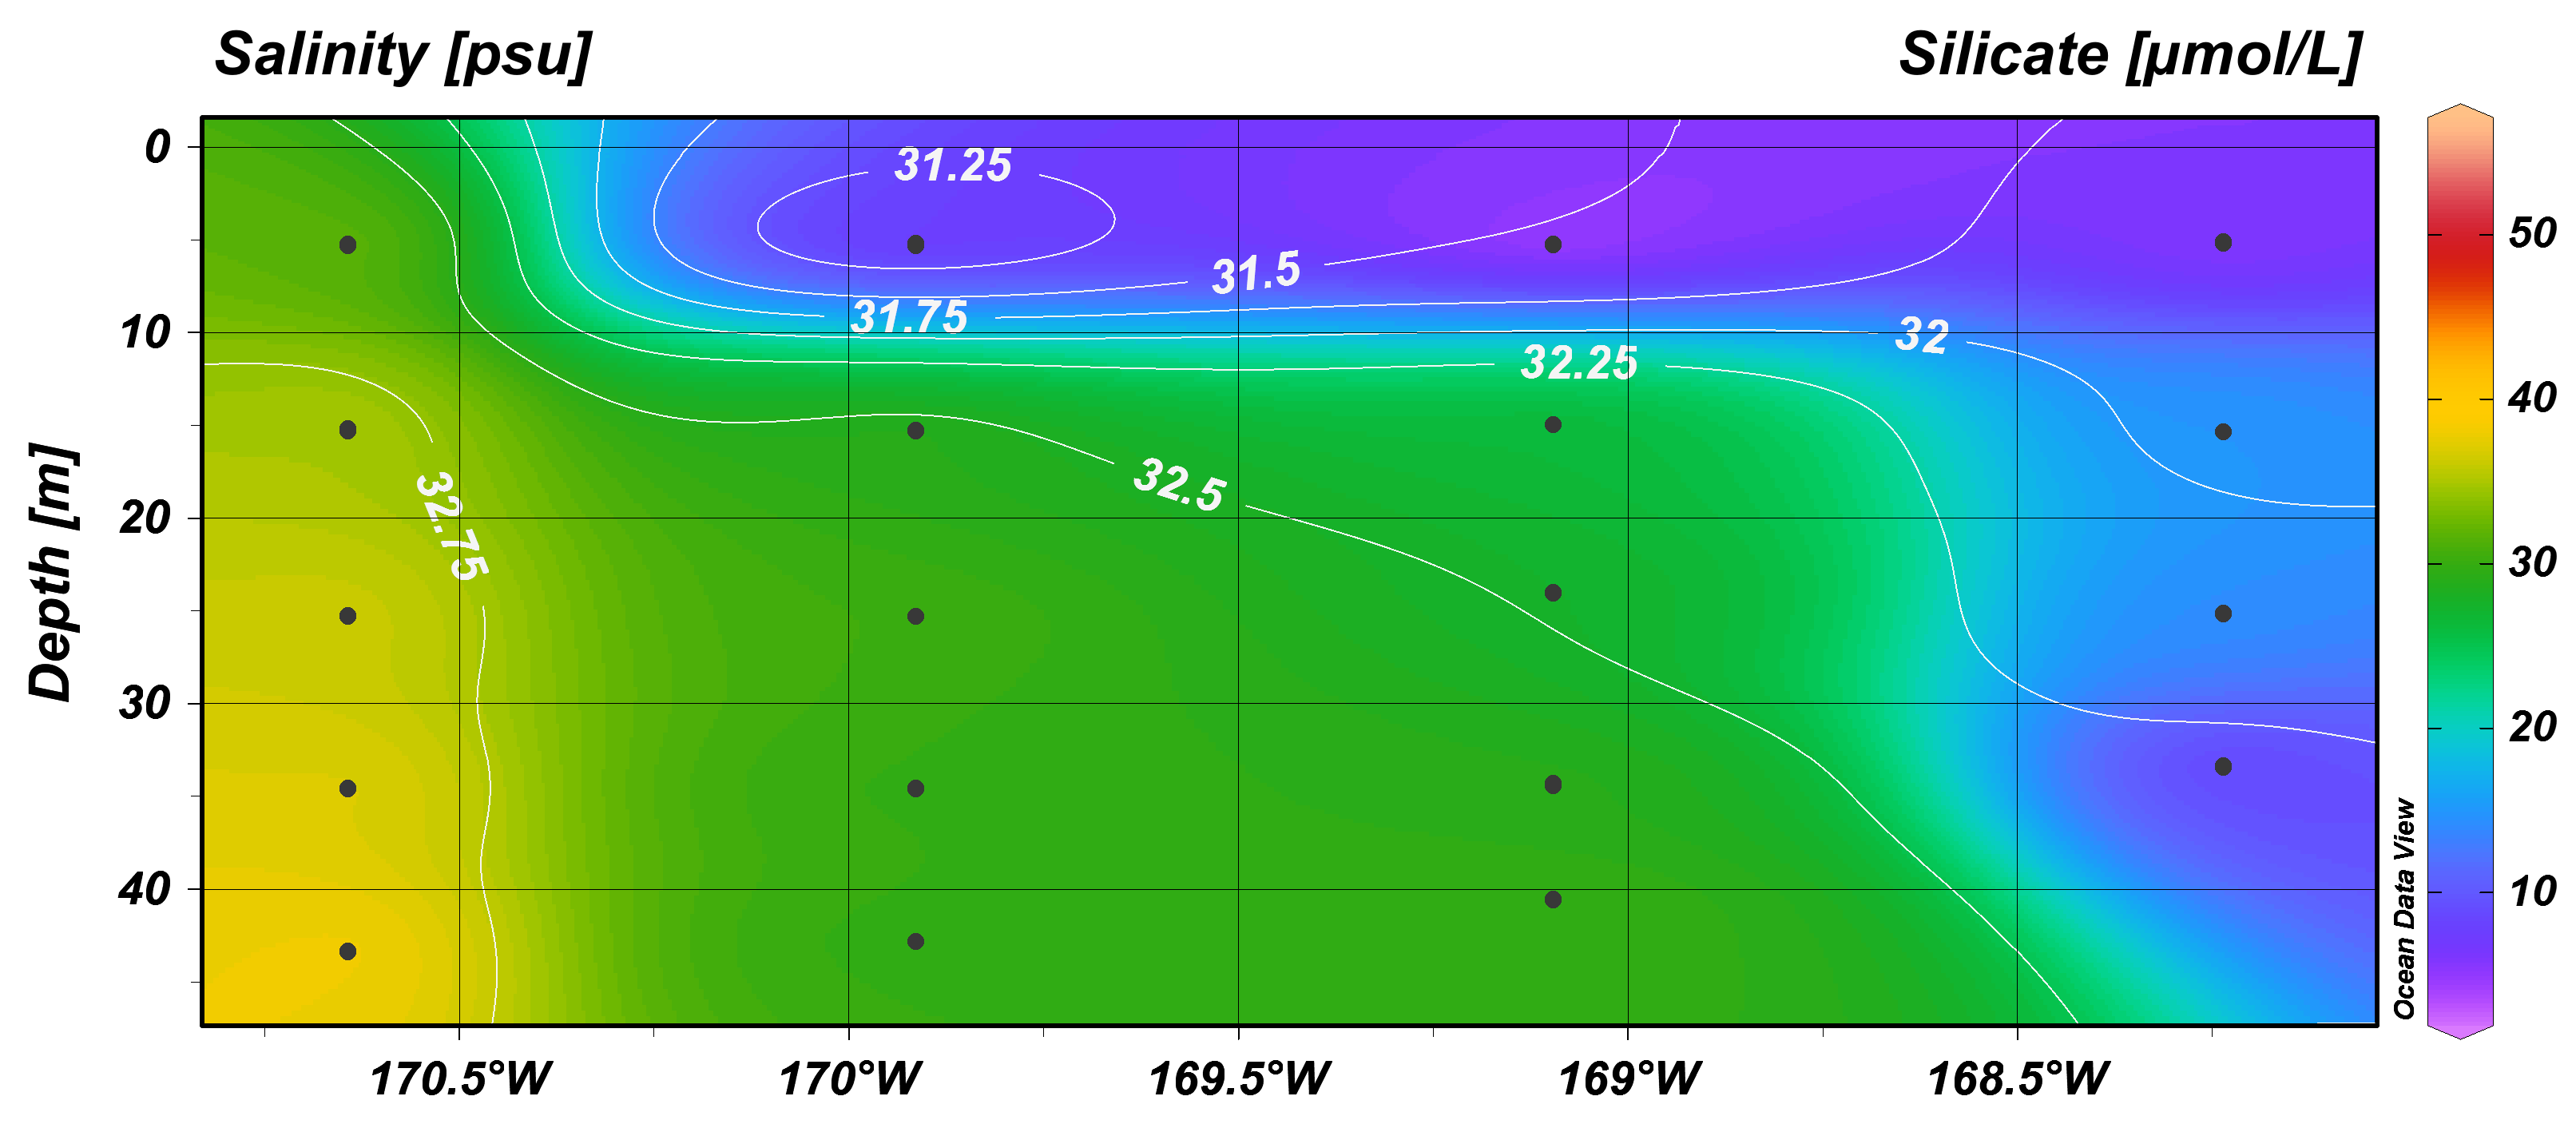 Salinity [psu]
Silicate [µmol/L]
Depth [m]
0
10
20
30
40
31.25
31.5
31.75
32
32.25
32.5
32.75
170.5°W
170°W
169.5°W
169°W
168.5°W
50
40
30
20
10
Ocean Data View